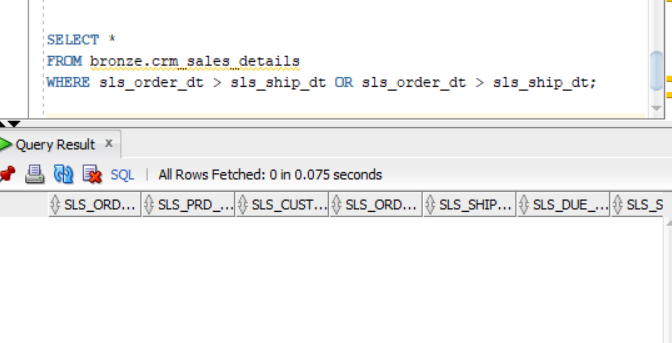 SELECT *
FROM bronze.crm_sales_details
WHERE sls_order_dt > sls_ship_dt OR sls_order_dt > sls_ship_dt;
Query Result x
SQL | All Rows Fetched: 0 in 0.075 seconds
SLS_ORD... SLS_PRD_... SLS_CUST... SLS_ORD... SLS_SHIP... SLS_DUE_... SLS_S